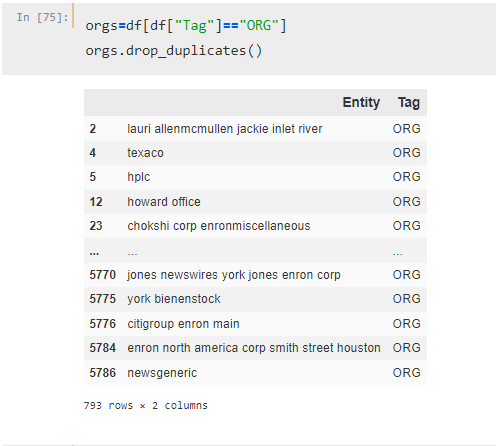 In [75]:
orgs=df[df["Tag"]=="ORG"]
orgs.drop_duplicates()
Entity Tag
2 lauri allenmcmullen jackie inlet river ORG
4 texaco ORG
5 hplc ORG
12 howard office ORG
23 chokshi corp enronmiscellaneous ORG
... ... ...
5770 jones newswires york jones enron corp ORG
5775 york bienenstock ORG
5776 citigroup enron main ORG
5784 enron north america corp smith street houston ORG
5786 newsgeneric ORG
793 rows × 2 columns